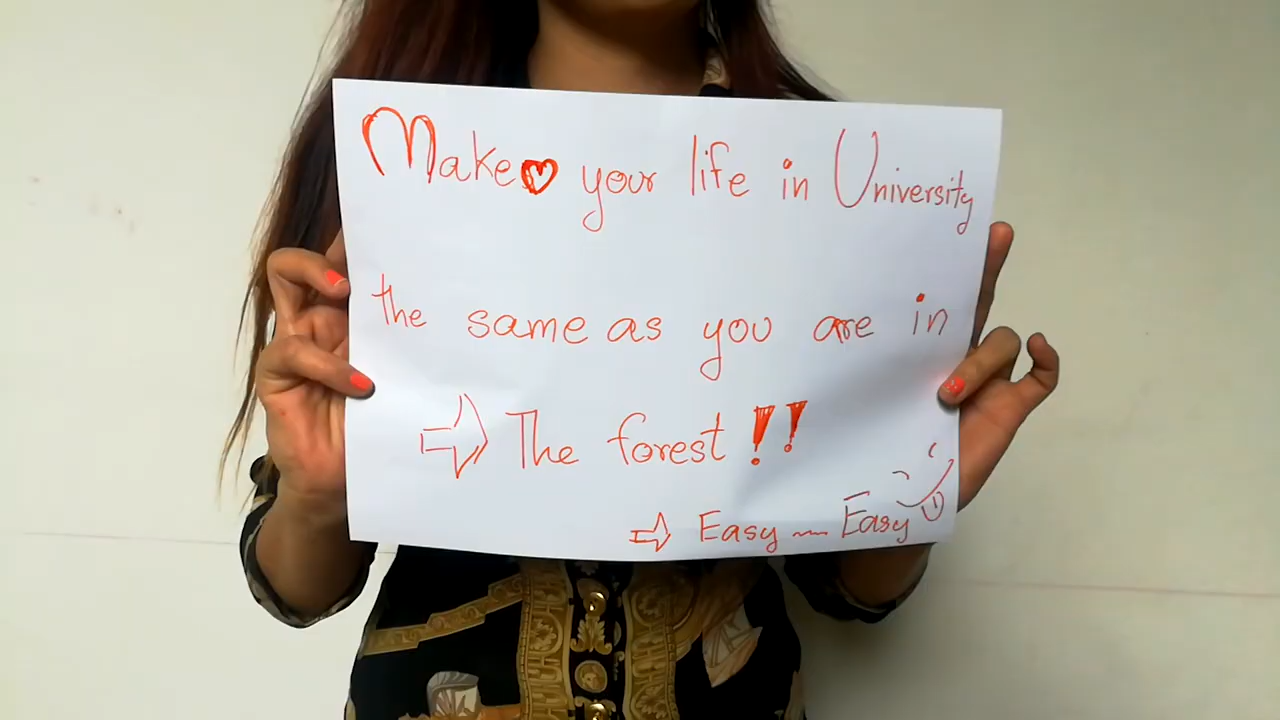 Make♡ your life in University
the same as you are in
⇨ The forest !!
⇨ Easy ~ Easy